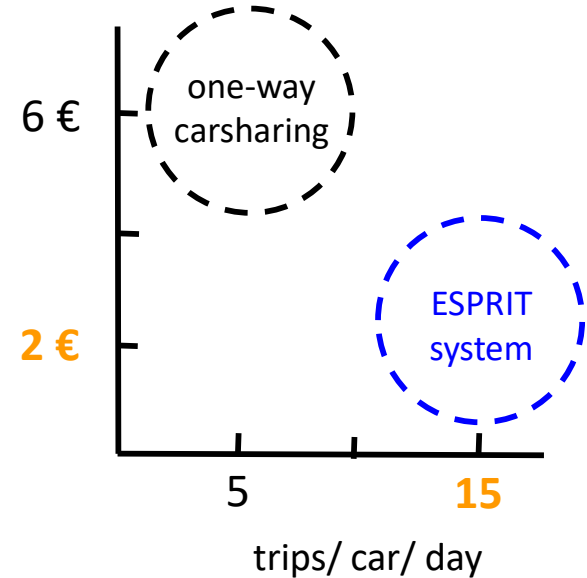 one-way
carsharing
6 €
ESPRIT
system
2 €
5
15
trips/ car/ day